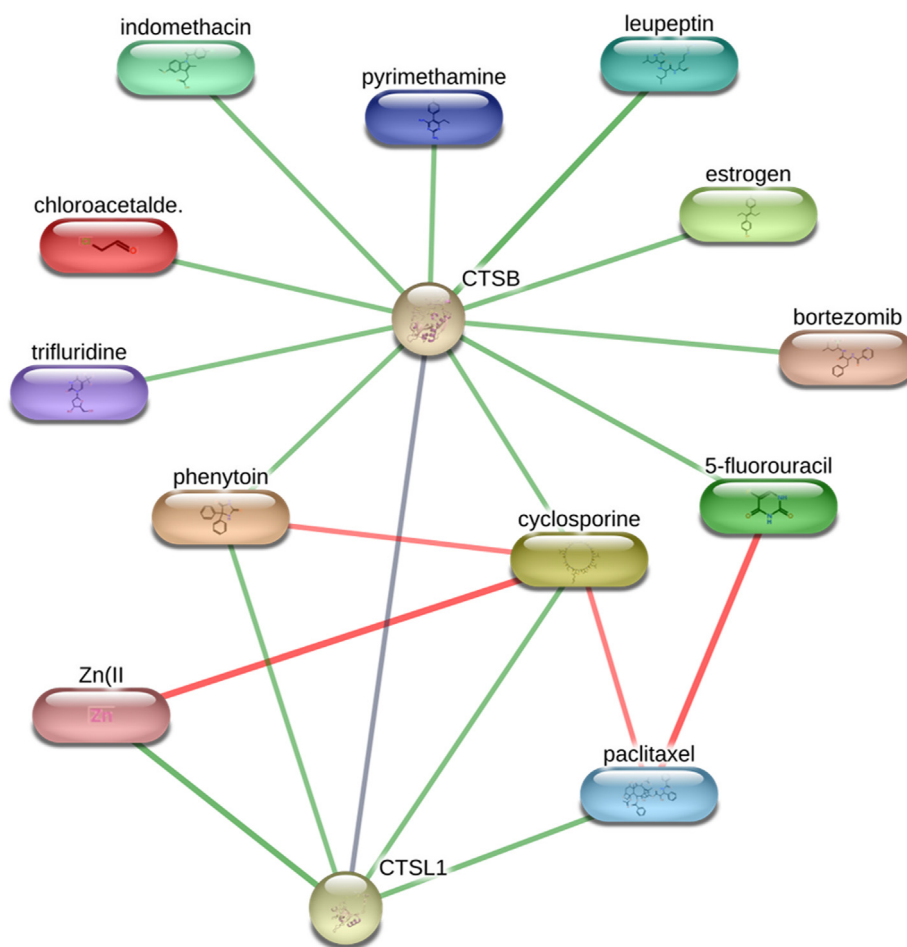 indomethacin
leupeptin
pyrimethamine
estrogen
chloroacetalde.
CTSB
bortezomib
trifluridine
5-fluorouracil
phenytoin
cyclosporine
Zn(II
Zn
paclitaxel
CTSL1